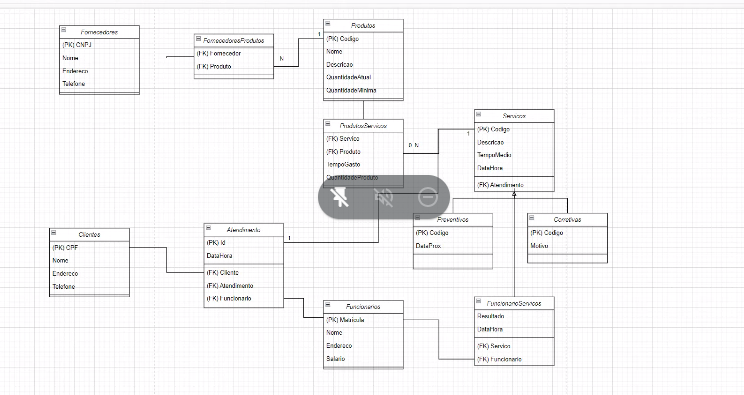 Fornecedores
(PK) CNPJ
Nome
Endereco
Telefone
FornecedoresProdutos
(FK) Fornecedor
(FK) Produto
N
1
Produtos
(PK) Codigo
Nome
Descricao
QuantidadeAtual
QuantidadeMinima
ProdutosServicos
(FK) Servico
(FK) Produto
TempoGasto
QuantidadeProduto
0 N
1
Servicos
(PK) Codigo
Descricao
TempoMedio
DataHora
(FK) Atendimento
Preventivos
(PK) Codigo
DataProx
Corretivas
(PK) Codigo
Motivo
Clientes
(PK) CPF
Nome
Endereco
Telefone
Atendimento
(PK) Id
DataHora
(FK) Cliente
(FK) Atendimento
(FK) Funcionario
1
Funcionarios
(PK) Matricula
Nome
Endereco
Salario
FuncionarioServicos
Resultado
DataHora
(FK) Servico
(FK) Funcionario